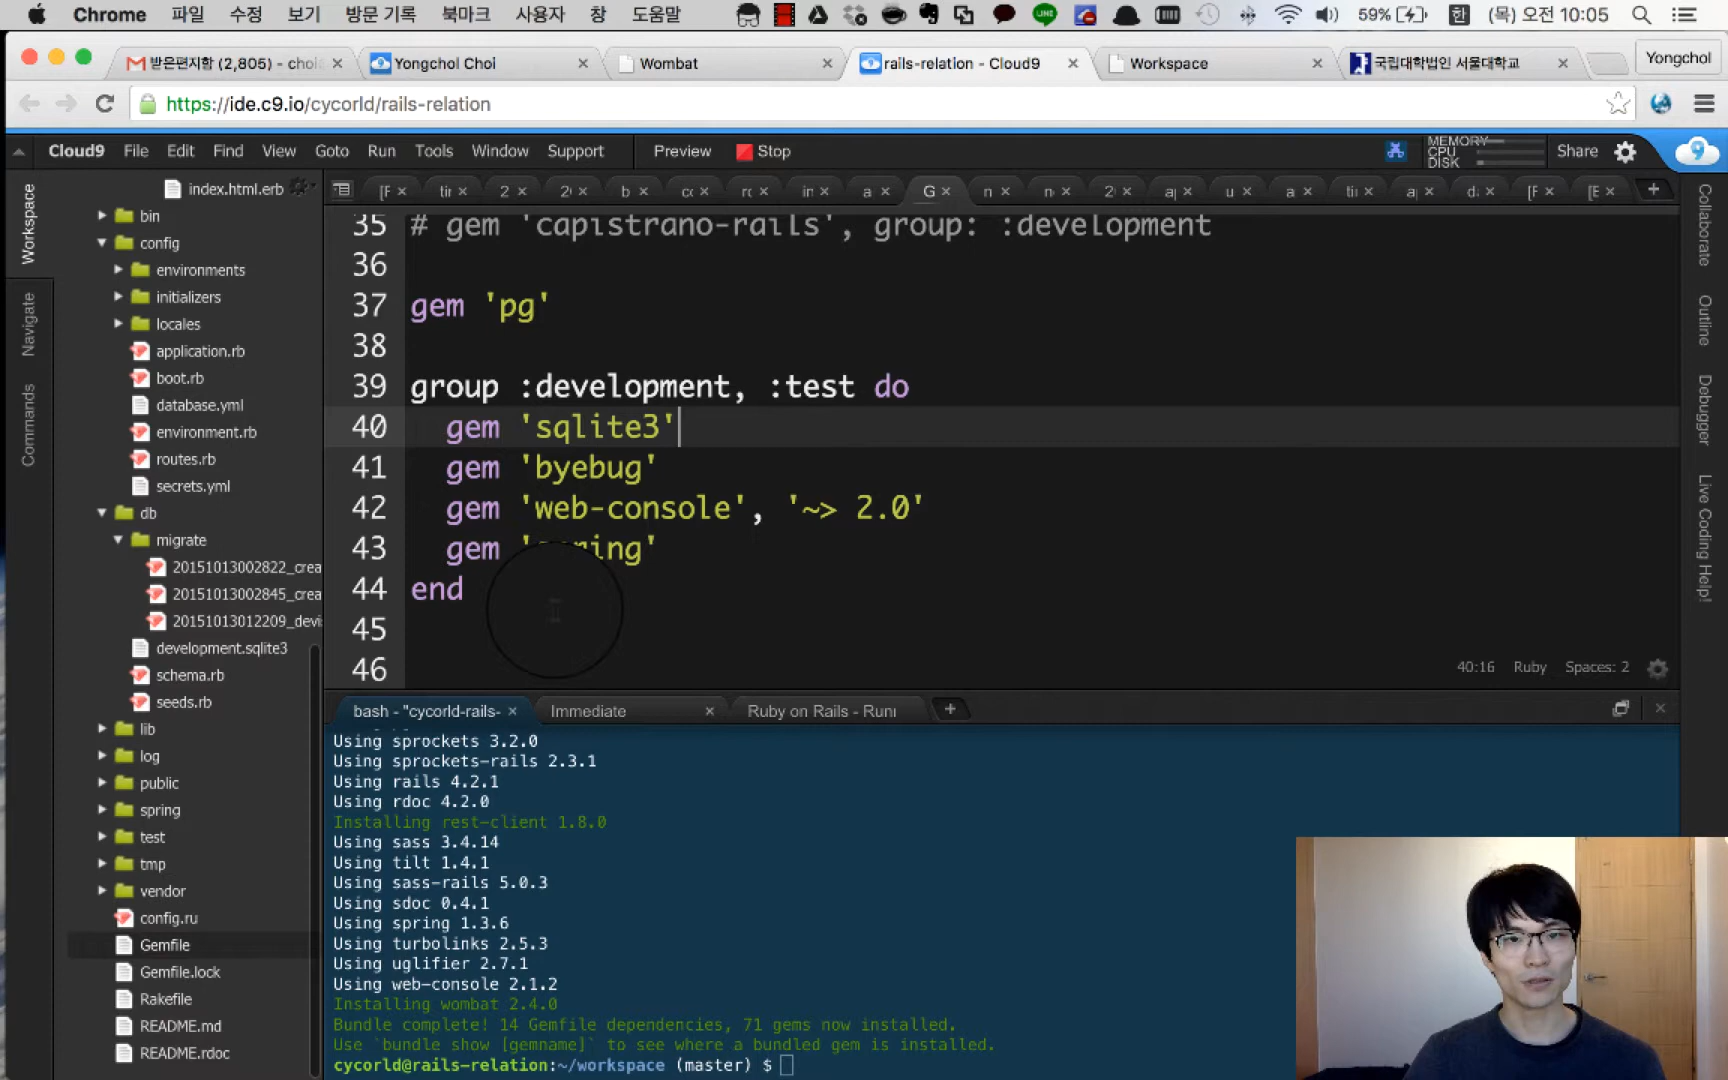 Chrome 파일 수정 보기 방문 기록 북마크 사용자 창 도움말 59% 한 (목) 오전 10:05
받은편지함 (2,805) - choi Yongchol Choi Wombat rails-relation - Cloud9 Workspace 국립대학법인 서울대학교 Yongchol
https://ide.c9.io/cycorld/rails-relation
Cloud9 File Edit Find View Goto Run Tools Window Support Preview Stop MEMORY CPU DISK Share
Workspace
Navigate
Commands
index.html.erb
bin
config
environments
initializers
locales
application.rb
boot.rb
database.yml
environment.rb
routes.rb
secrets.yml
db
migrate
20151013002822_crea
20151013002845_crea
20151013012209_devi
development.sqlite3
schema.rb
seeds.rb
lib
log
public
spring
test
tmp
vendor
config.ru
Gemfile
Gemfile.lock
Rakefile
README.md
README.rdoc
35 # gem 'capistrano-rails', group: :development
36
37 gem 'pg'
38
39 group :development, :test do
40 gem 'sqlite3'
41 gem 'byebug'
42 gem 'web-console', '~> 2.0'
43 gem 'spring'
44 end
45
46
40:16 Ruby Spaces: 2
bash - "cycorld-rails- Immediate Ruby on Rails - Runi
Using sprockets 3.2.0
Using sprockets-rails 2.3.1
Using rails 4.2.1
Using rdoc 4.2.0
Installing rest-client 1.8.0
Using sass 3.4.14
Using tilt 1.4.1
Using sass-rails 5.0.3
Using sdoc 0.4.1
Using spring 1.3.6
Using turbolinks 2.5.3
Using uglifier 2.7.1
Using web-console 2.1.2
Installing wombat 2.4.0
Bundle complete! 14 Gemfile dependencies, 71 gems now installed.
Use `bundle show [gemname]` to see where a bundled gem is installed.
cycorld@rails-relation:~/workspace (master) $
Collaborate
Outline
Debugger
Live Coding Help!